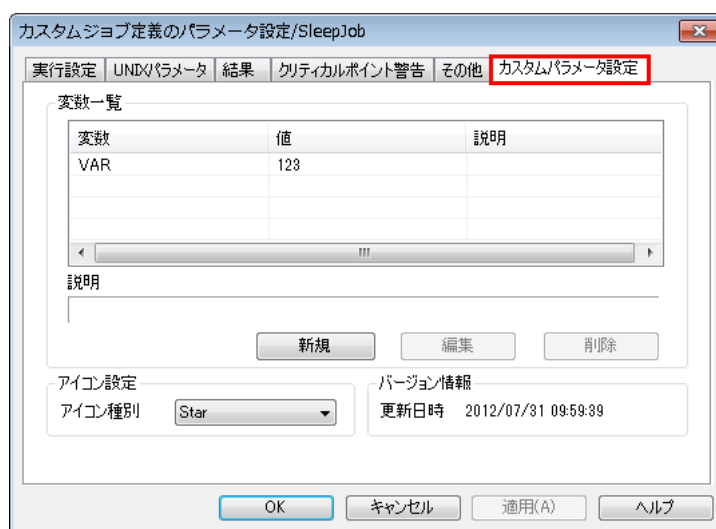 カスタムジョブ定義のパラメータ設定/SleepJob
実行設定 UNIXパラメータ 結果 クリティカルポイント警告 その他 カスタムパラメータ設定
変数一覧
変数 値 説明
VAR 123
説明
新規 編集 削除
アイコン設定 バージョン情報
アイコン種別 Star 更新日時 2012/07/31 09:59:39
OK キャンセル 適用(A) ヘルプ